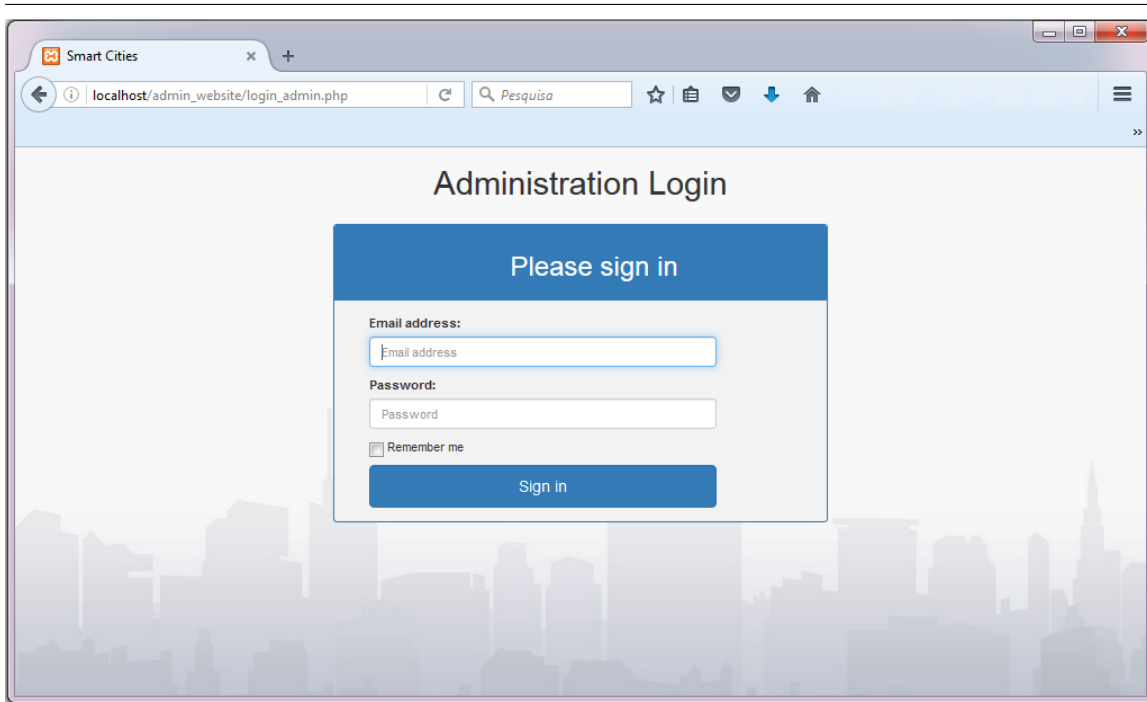 Smart Cities
localhost/admin_website/login_admin.php
Pesquisa
Administration Login
Please sign in
Email address:
Email address
Password:
Password
Remember me
Sign in